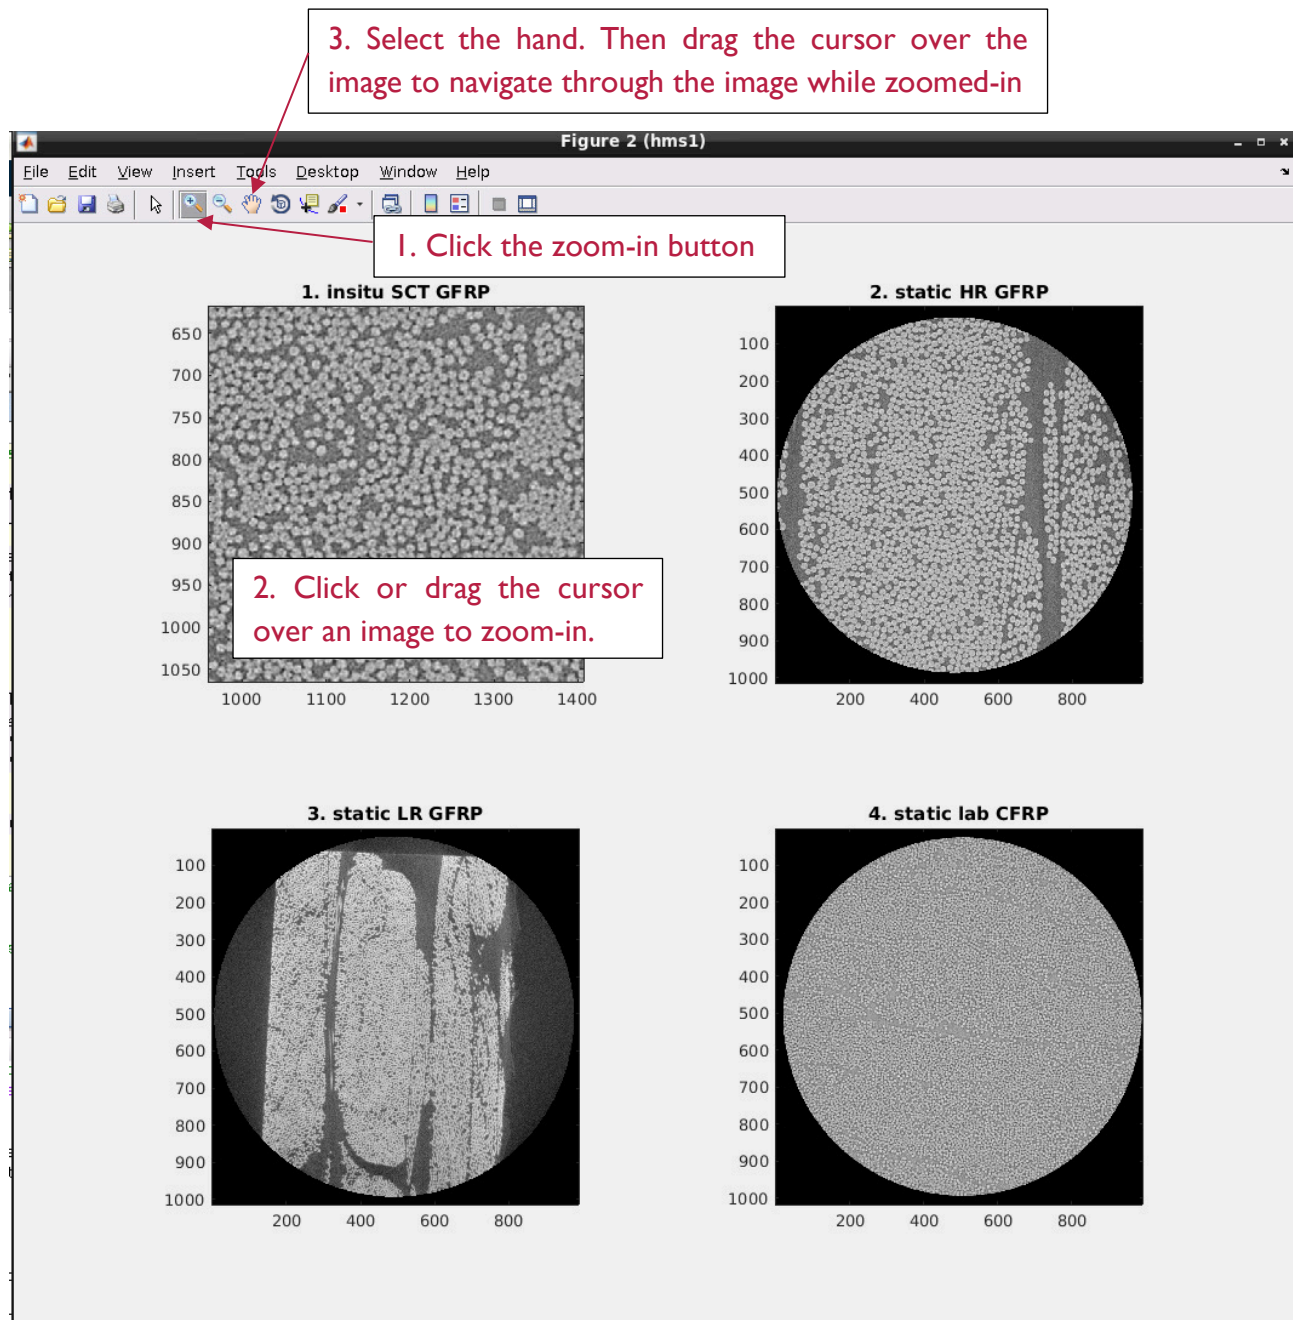 3. Select the hand. Then drag the cursor over the
image to navigate through the image while zoomed-in
Figure 2 (hms1)
File Edit View Insert Tools Desktop Window Help
1. Click the zoom-in button
1. insitu SCT GFRP
650
700
750
800
850
900
950
1000
1050
1000 1100 1200 1300 1400
2. Click or drag the cursor
over an image to zoom-in.
2. static HR GFRP
100
200
300
400
500
600
700
800
900
1000
200 400 600 800
3. static LR GFRP
100
200
300
400
500
600
700
800
900
1000
200 400 600 800
4. static lab CFRP
100
200
300
400
500
600
700
800
900
1000
200 400 600 800